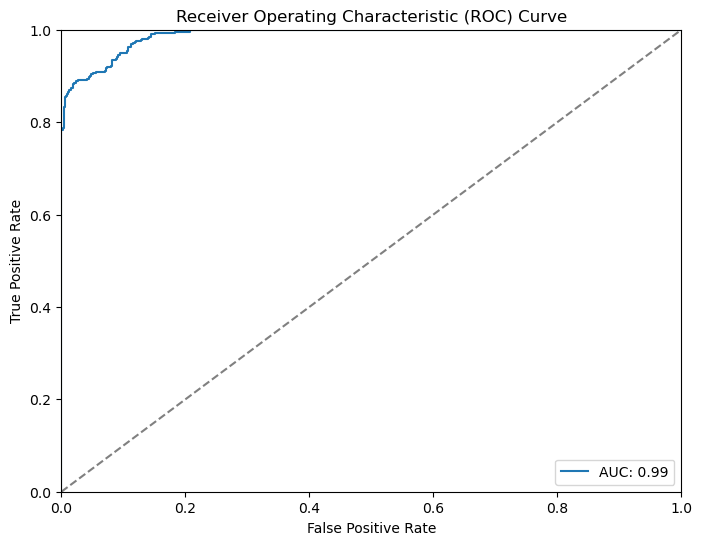 Receiver Operating Characteristic (ROC) Curve
1.0
0.8
0.6
0.4
0.2
0.0
True Positive Rate
AUC: 0.99
0.0 0.2 0.4 0.6 0.8 1.0
False Positive Rate